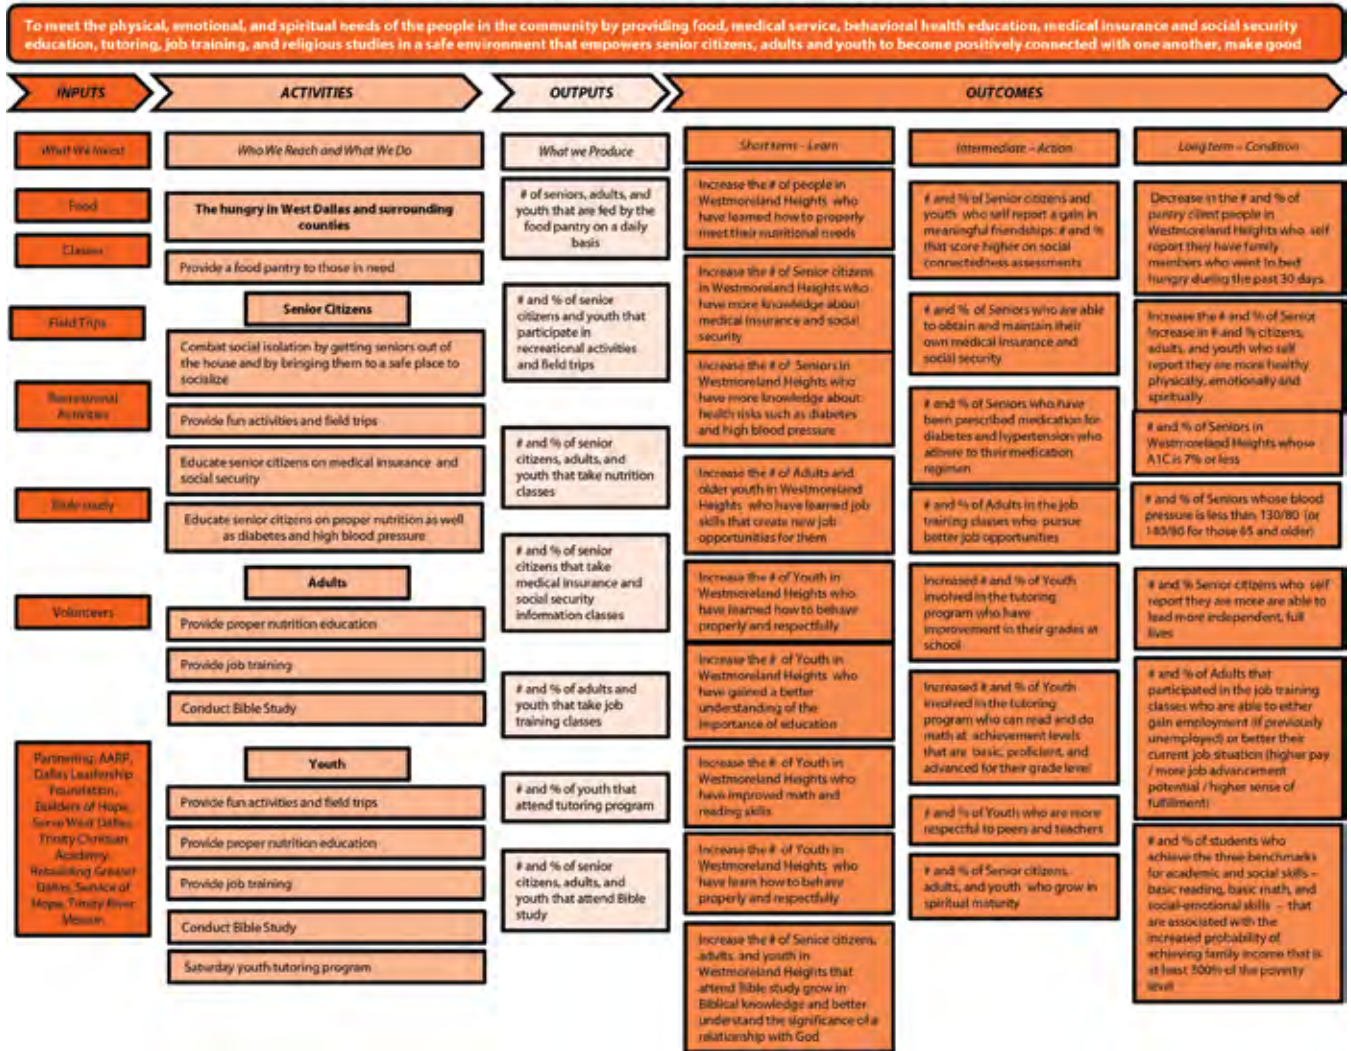 To meet the physical, emotional, and spiritual needs of the people in the community by providing food, medical service, behavioral health education, medical insurance and social security
education, tutoring, job training, and religious studies in a safe environment that empowers senior citizens, adults and youth to become positively connected with one another, make good
INPUTS
ACTIVITIES
OUTPUTS
OUTCOMES
What We Invest
Food
Classes
Field Trips
Recreational
Activities
Bible study
Volunteers
Partnering: AARP,
Dallas Leadership
Foundation,
Builders of Hope,
Serve West Dallas,
Trinity Christian
Academy,
Rebuilding Greater
Dallas, Service of
Hope, Trinity River
Mission
Who We Reach and What We Do
The hungry in West Dallas and surrounding
counties
Provide a food pantry to those in need
Senior Citizens
Combat social isolation by getting seniors out of
the house and by bringing them to a safe place to
socialize
Provide fun activities and field trips
Educate senior citizens on medical insurance and
social security
Educate senior citizens on proper nutrition as well
as diabetes and high blood pressure
Adults
Provide proper nutrition education
Provide job training
Conduct Bible Study
Youth
Provide fun activities and field trips
Provide proper nutrition education
Provide job training
Conduct Bible Study
Saturday youth tutoring program
What we Produce
# of seniors, adults, and
youth that are fed by the
food pantry on a daily
basis
# and % of senior
citizens and youth that
participate in
recreational activities
and field trips
# and % of senior
citizens, adults, and
youth that take nutrition
classes
# and % of senior
citizens that take
medical insurance and
social security
information classes
# and % of adults and
youth that take job
training classes
# and % of youth that
attend tutoring program
# and % of senior
citizens, adults, and
youth that attend Bible
study
Short term - Learn
Increase the # of people in
Westmoreland Heights who
have learned how to properly
meet their nutritional needs
Increase the # of Senior citizens
in Westmoreland Heights who
have more knowledge about
medical insurance and social
security
Increase the # of Seniors in
Westmoreland Heights who
have more knowledge about
health risks such as diabetes
and high blood pressure
Increase the # of Adults and
older youth in Westmoreland
Heights who have learned job
skills that create new job
opportunities for them
Increase the # of Youth in
Westmoreland Heights who
have learned how to behave
properly and respectfully
Increase the # of Youth in
Westmoreland Heights who
have gained a better
understanding of the
importance of education
Increase the # of Youth in
Westmoreland Heights who
have improved math and
reading skills
Increase the # of Youth in
Westmoreland Heights who
have learn how to behave
properly and respectfully
Increase the # of Senior citizens,
adults, and youth in
Westmoreland Heights that
attend Bible study grow in
Biblical knowledge and better
understand the significance of a
relationship with God
Intermediate – Action
# and % of Senior citizens and
youth who self report a gain in
meaningful friendships: # and %
that score higher on social
connectedness assessments
# and % of Seniors who are able
to obtain and maintain their
own medical insurance and
social security
# and % of Seniors who have
been prescribed medication for
diabetes and hypertension who
adhere to their medication
regimen
# and % of Adults in the job
training classes who pursue
better job opportunities
Increased # and % of Youth
involved in the tutoring
program who have
improvement in their grades at
school
Increased # and % of Youth
involved in the tutoring
program who can read and do
math at achievement levels
that are basic, proficient, and
advanced for their grade level
# and % of Youth who are more
respectful to peers and teachers
# and % of Senior citizens,
adults, and youth who grow in
spiritual maturity
Long term – Condition
Decrease in the # and % of
pantry client people in
Westmoreland Heights who self
report they have family
members who went to bed
hungry during the past 30 days.
Increase the # and % of Senior
Increase in # and % citizens,
adults, and youth who self
report they are more healthy
physically, emotionally and
spiritually
# and % of Seniors in
Westmoreland Heights whose
A1C is 7% or less
# and % of Seniors whose blood
pressure is less than 130/80 (or
140/80 for those 65 and older)
# and % Senior citizens who self
report they are more are able to
lead more independent, full
lives
# and % of Adults that
participated in the job training
classes who are able to either
gain employment (if previously
unemployed) or better their
current job situation (higher pay
/ more job advancement
potential / higher sense of
fulfillment)
# and % of students who
achieve the three benchmarks
for academic and social skills –
basic reading, basic math, and
social-emotional skills – that
are associated with the
increased probability of
achieving family income that is
at least 300% of the poverty
level